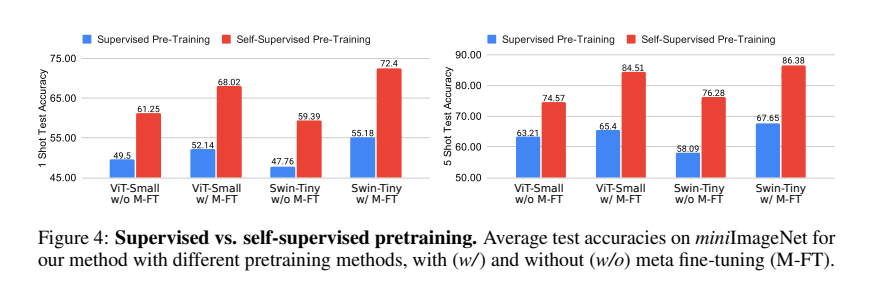 Supervised Pre-Training Self-Supervised Pre-Training
1 Shot Test Accuracy
75.00
65.00
55.00
45.00
49.5 61.25 52.14 68.02 47.76 59.39 55.18 72.4
ViT-Small ViT-Small Swin-Tiny Swin-Tiny
w/o M-FT w/ M-FT w/o M-FT w/ M-FT
Supervised Pre-Training Self-Supervised Pre-Training
5 Shot Test Accuracy
90.00
80.00
70.00
60.00
50.00
63.21 74.57 65.4 84.51 58.09 76.28 67.65 86.38
ViT-Small ViT-Small Swin-Tiny Swin-Tiny
w/o M-FT w/ M-FT w/o M-FT w/ M-FT
Figure 4: Supervised vs. self-supervised pretraining. Average test accuracies on miniImageNet for
our method with different pretraining methods, with (w/) and without (w/o) meta fine-tuning (M-FT).